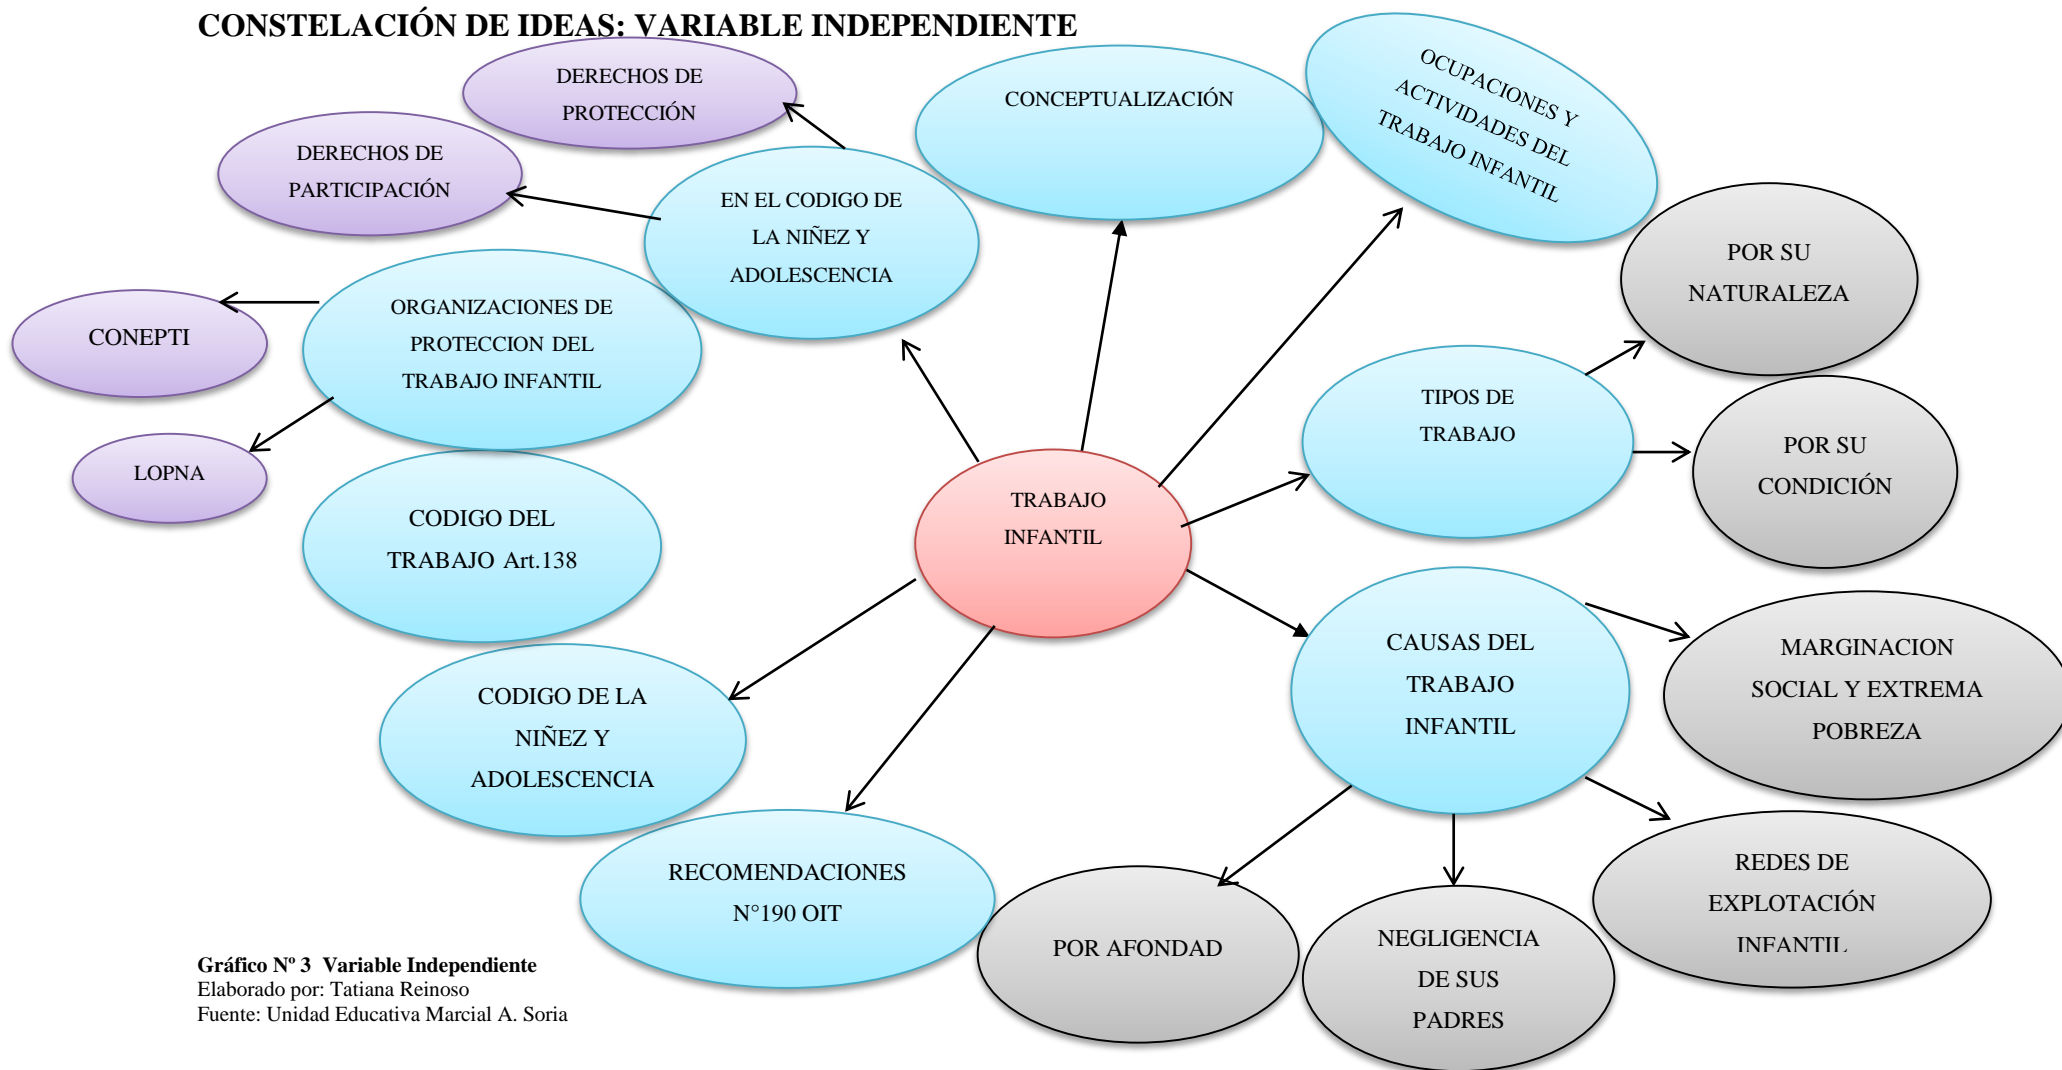 CONSTELACIÓN DE IDEAS: VARIABLE INDEPENDIENTE
DERECHOS DE
PROTECCIÓN
CONCEPTUALIZACIÓN
OCUPACIONES Y
ACTIVIDADES DEL
TRABAJO INFANTIL
DERECHOS DE
PARTICIPACIÓN
EN EL CODIGO DE
LA NIÑEZ Y
ADOLESCENCIA
POR SU
NATURALEZA
ORGANIZACIONES DE
PROTECCION DEL
TRABAJO INFANTIL
CONEPTI
TIPOS DE
TRABAJO
POR SU
CONDICIÓN
LOPNA
CODIGO DEL
TRABAJO Art.138
TRABAJO
INFANTIL
CAUSAS DEL
TRABAJO
INFANTIL
MARGINACION
SOCIAL Y EXTREMA
POBREZA
CODIGO DE LA
NIÑEZ Y
ADOLESCENCIA
RECOMENDACIONES
N°190 OIT
REDES DE
EXPLOTACIÓN
INFANTIL
POR AFONDAD
NEGLIGENCIA
DE SUS
PADRES
Gráfico Nº 3 Variable Independiente
Elaborado por: Tatiana Reinoso
Fuente: Unidad Educativa Marcial A. Soria